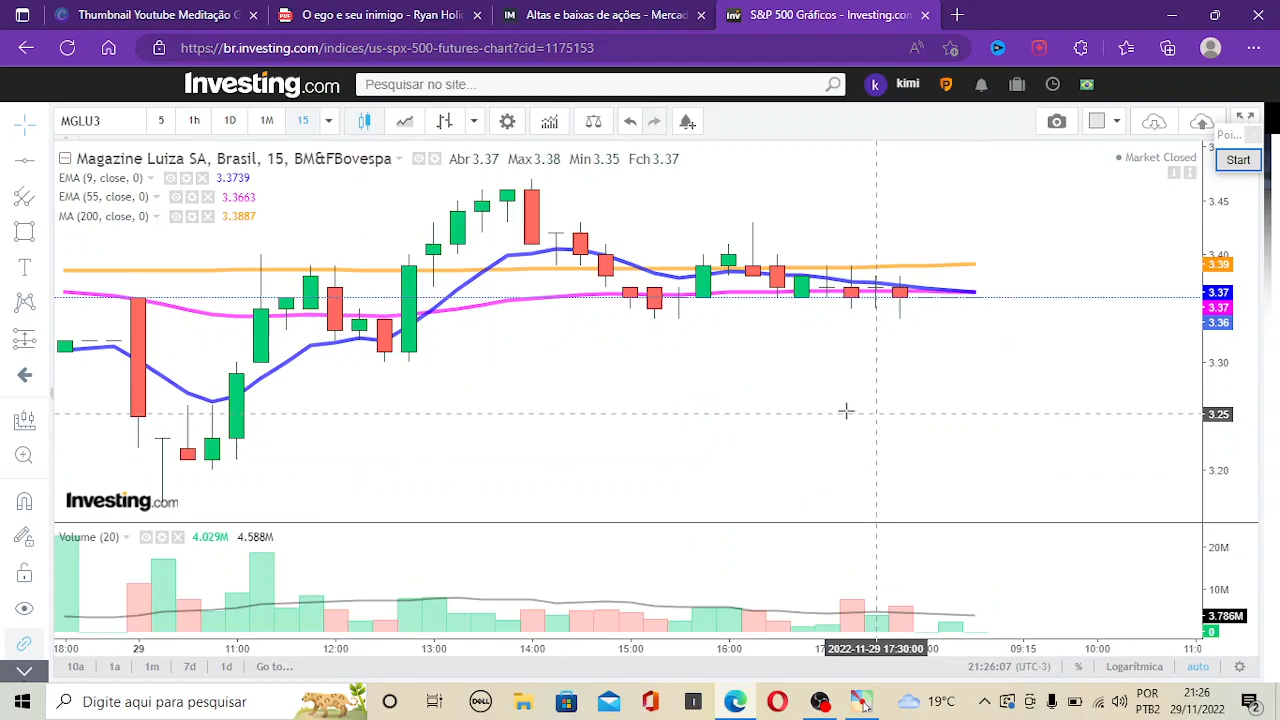 Thumbnail Youtube Meditação G
O ego e seu inimigo - Ryan Holi
Altas e baixas de ações - Mercad
S&P 500 Gráficos - Investing.com
https://br.investing.com/indices/us-spx-500-futures-chart?cid=1175153
Investing.com
Pesquisar no site...
k kimi
MGLU3 5 1h 1D 1M 15
Poi...
Start
Magazine Luiza SA, Brasil, 15, BM&FBovespa Abr 3.37 Max 3.38 Min 3.35 Fch 3.37
Market Closed
EMA (9, close, 0) 3.3739
EMA (55, close, 0) 3.3663
MA (200, close, 0) 3.3887
3.45
3.40
3.39
3.37
3.37
3.36
3.30
3.25
3.20
Investing.com
Volume (20) 4.029M 4.588M
20M
10M
3.786M
0
18:00 29 11:00 12:00 13:00 14:00 15:00 16:00 2022-11-29 17:30:00 09:15 10:00 11:0
10a 1a 1m 7d 1d Go to... 21:26:07 (UTC-3) % Logarítmica auto
Digite aqui para pesquisar
DELL
19°C
POR
PTB2
21:26
29/11/2022
2